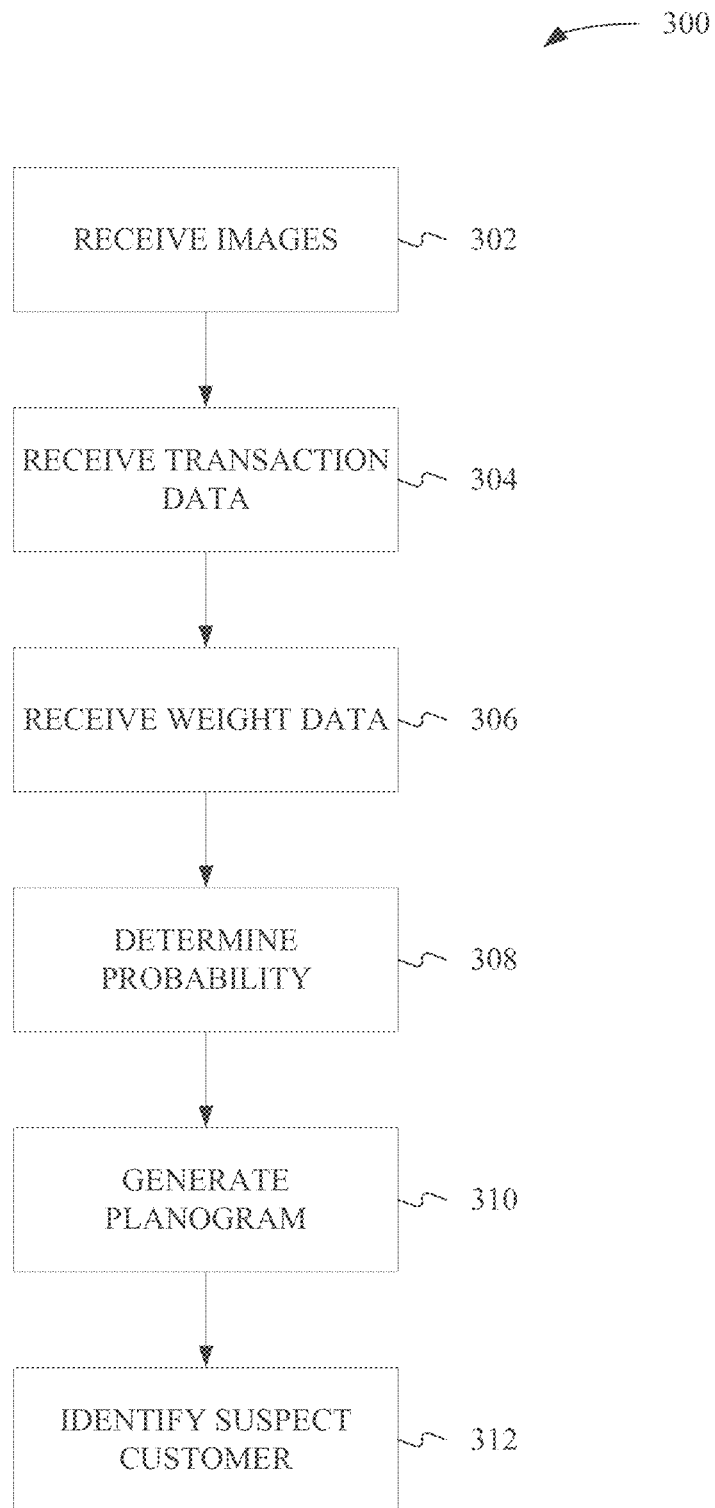 300
RECEIVE IMAGES
302
RECEIVE TRANSACTION
DATA
304
RECEIVE WEIGHT DATA
306
DETERMINE
PROBABILITY
308
GENERATE
PLANOGRAM
310
IDENTIFY SUSPECT
CUSTOMER
312